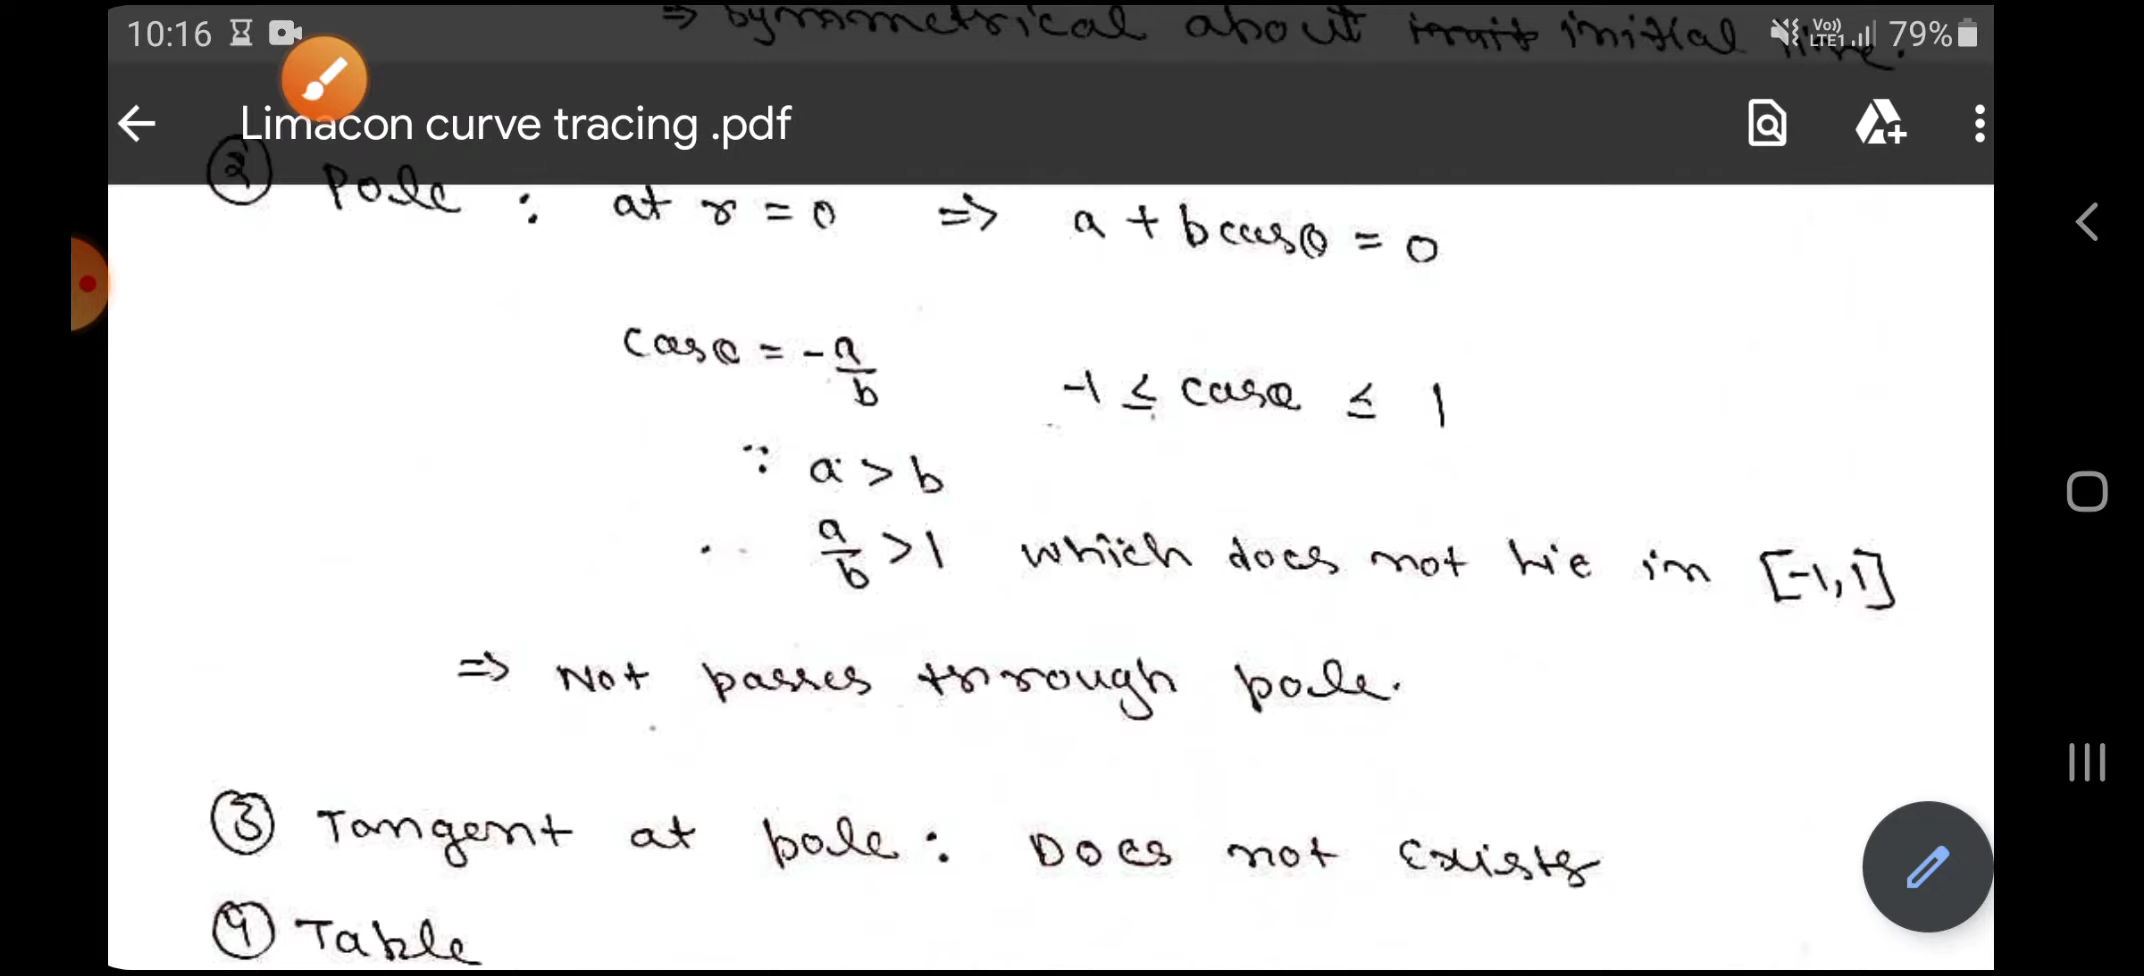 ⇒ Symmetrical about initial line.
10:16 Vo)) LTE1 79%
Limacon curve tracing .pdf
② Pole : at r = 0 ⇒ a + b cosθ = 0
cosθ = -a/b -1 ≤ cosθ ≤ 1
∵ a > b
∴ a/b > 1 which does not lie in [-1,1]
⇒ Not passes through pole.
③ Tangent at pole : Does not exists
④ Table